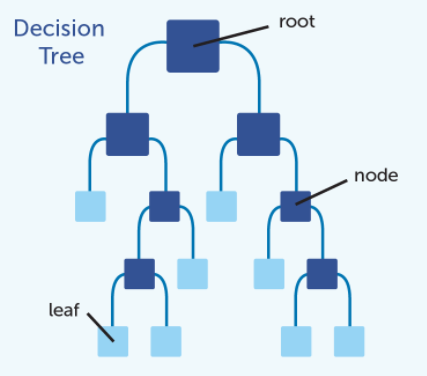 Decision
Tree
root
node
leaf